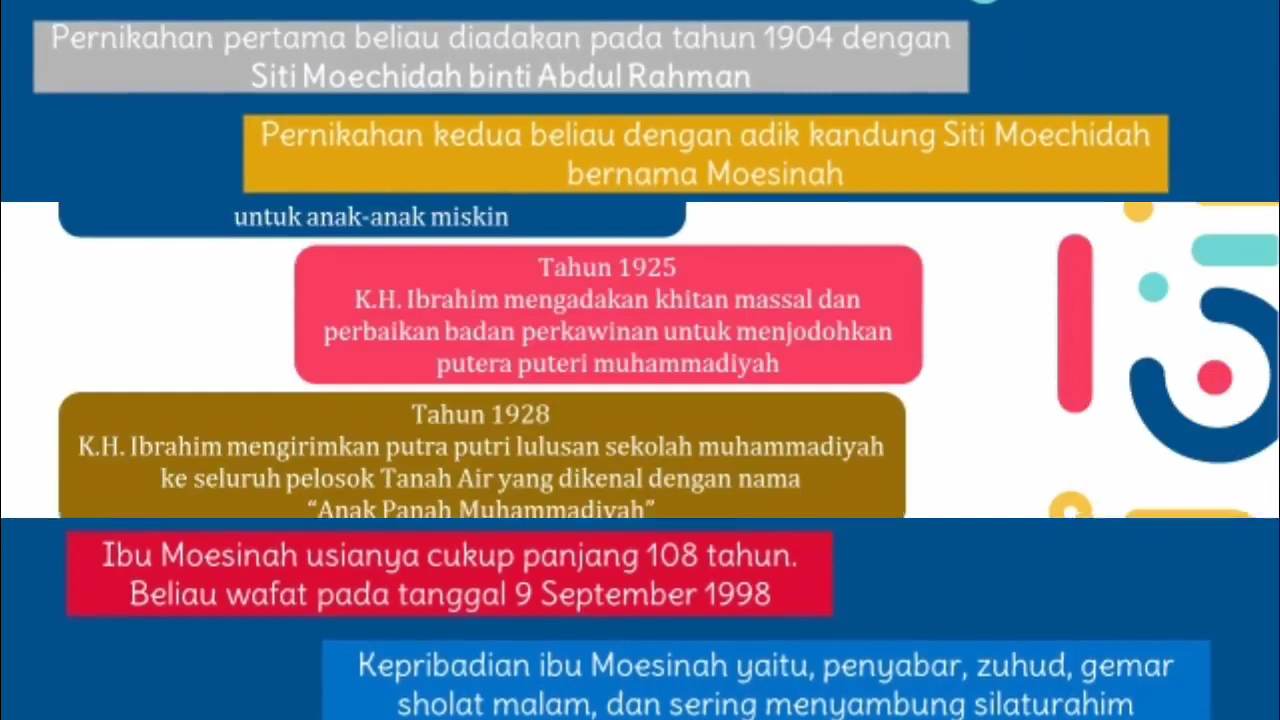 Pernikahan pertama beliau diadakan pada tahun 1904 dengan
Siti Moechidah binti Abdul Rahman
Pernikahan kedua beliau dengan adik kandung Siti Moechidah
bernama Moesinah
untuk anak-anak miskin
Tahun 1925
K.H. Ibrahim mengadakan khitan massal dan
perbaikan badan perkawinan untuk menjodohkan
putera puteri muhammadiyah
Tahun 1928
K.H. Ibrahim mengirimkan putra putri lulusan sekolah muhammadiyah
ke seluruh pelosok Tanah Air yang dikenal dengan nama
“Anak Panah Muhammadiyah”
Ibu Moesinah usianya cukup panjang 108 tahun.
Beliau wafat pada tanggal 9 September 1998
Kepribadian ibu Moesinah yaitu, penyabar, zuhud, gemar
sholat malam, dan sering menyambung silaturahim